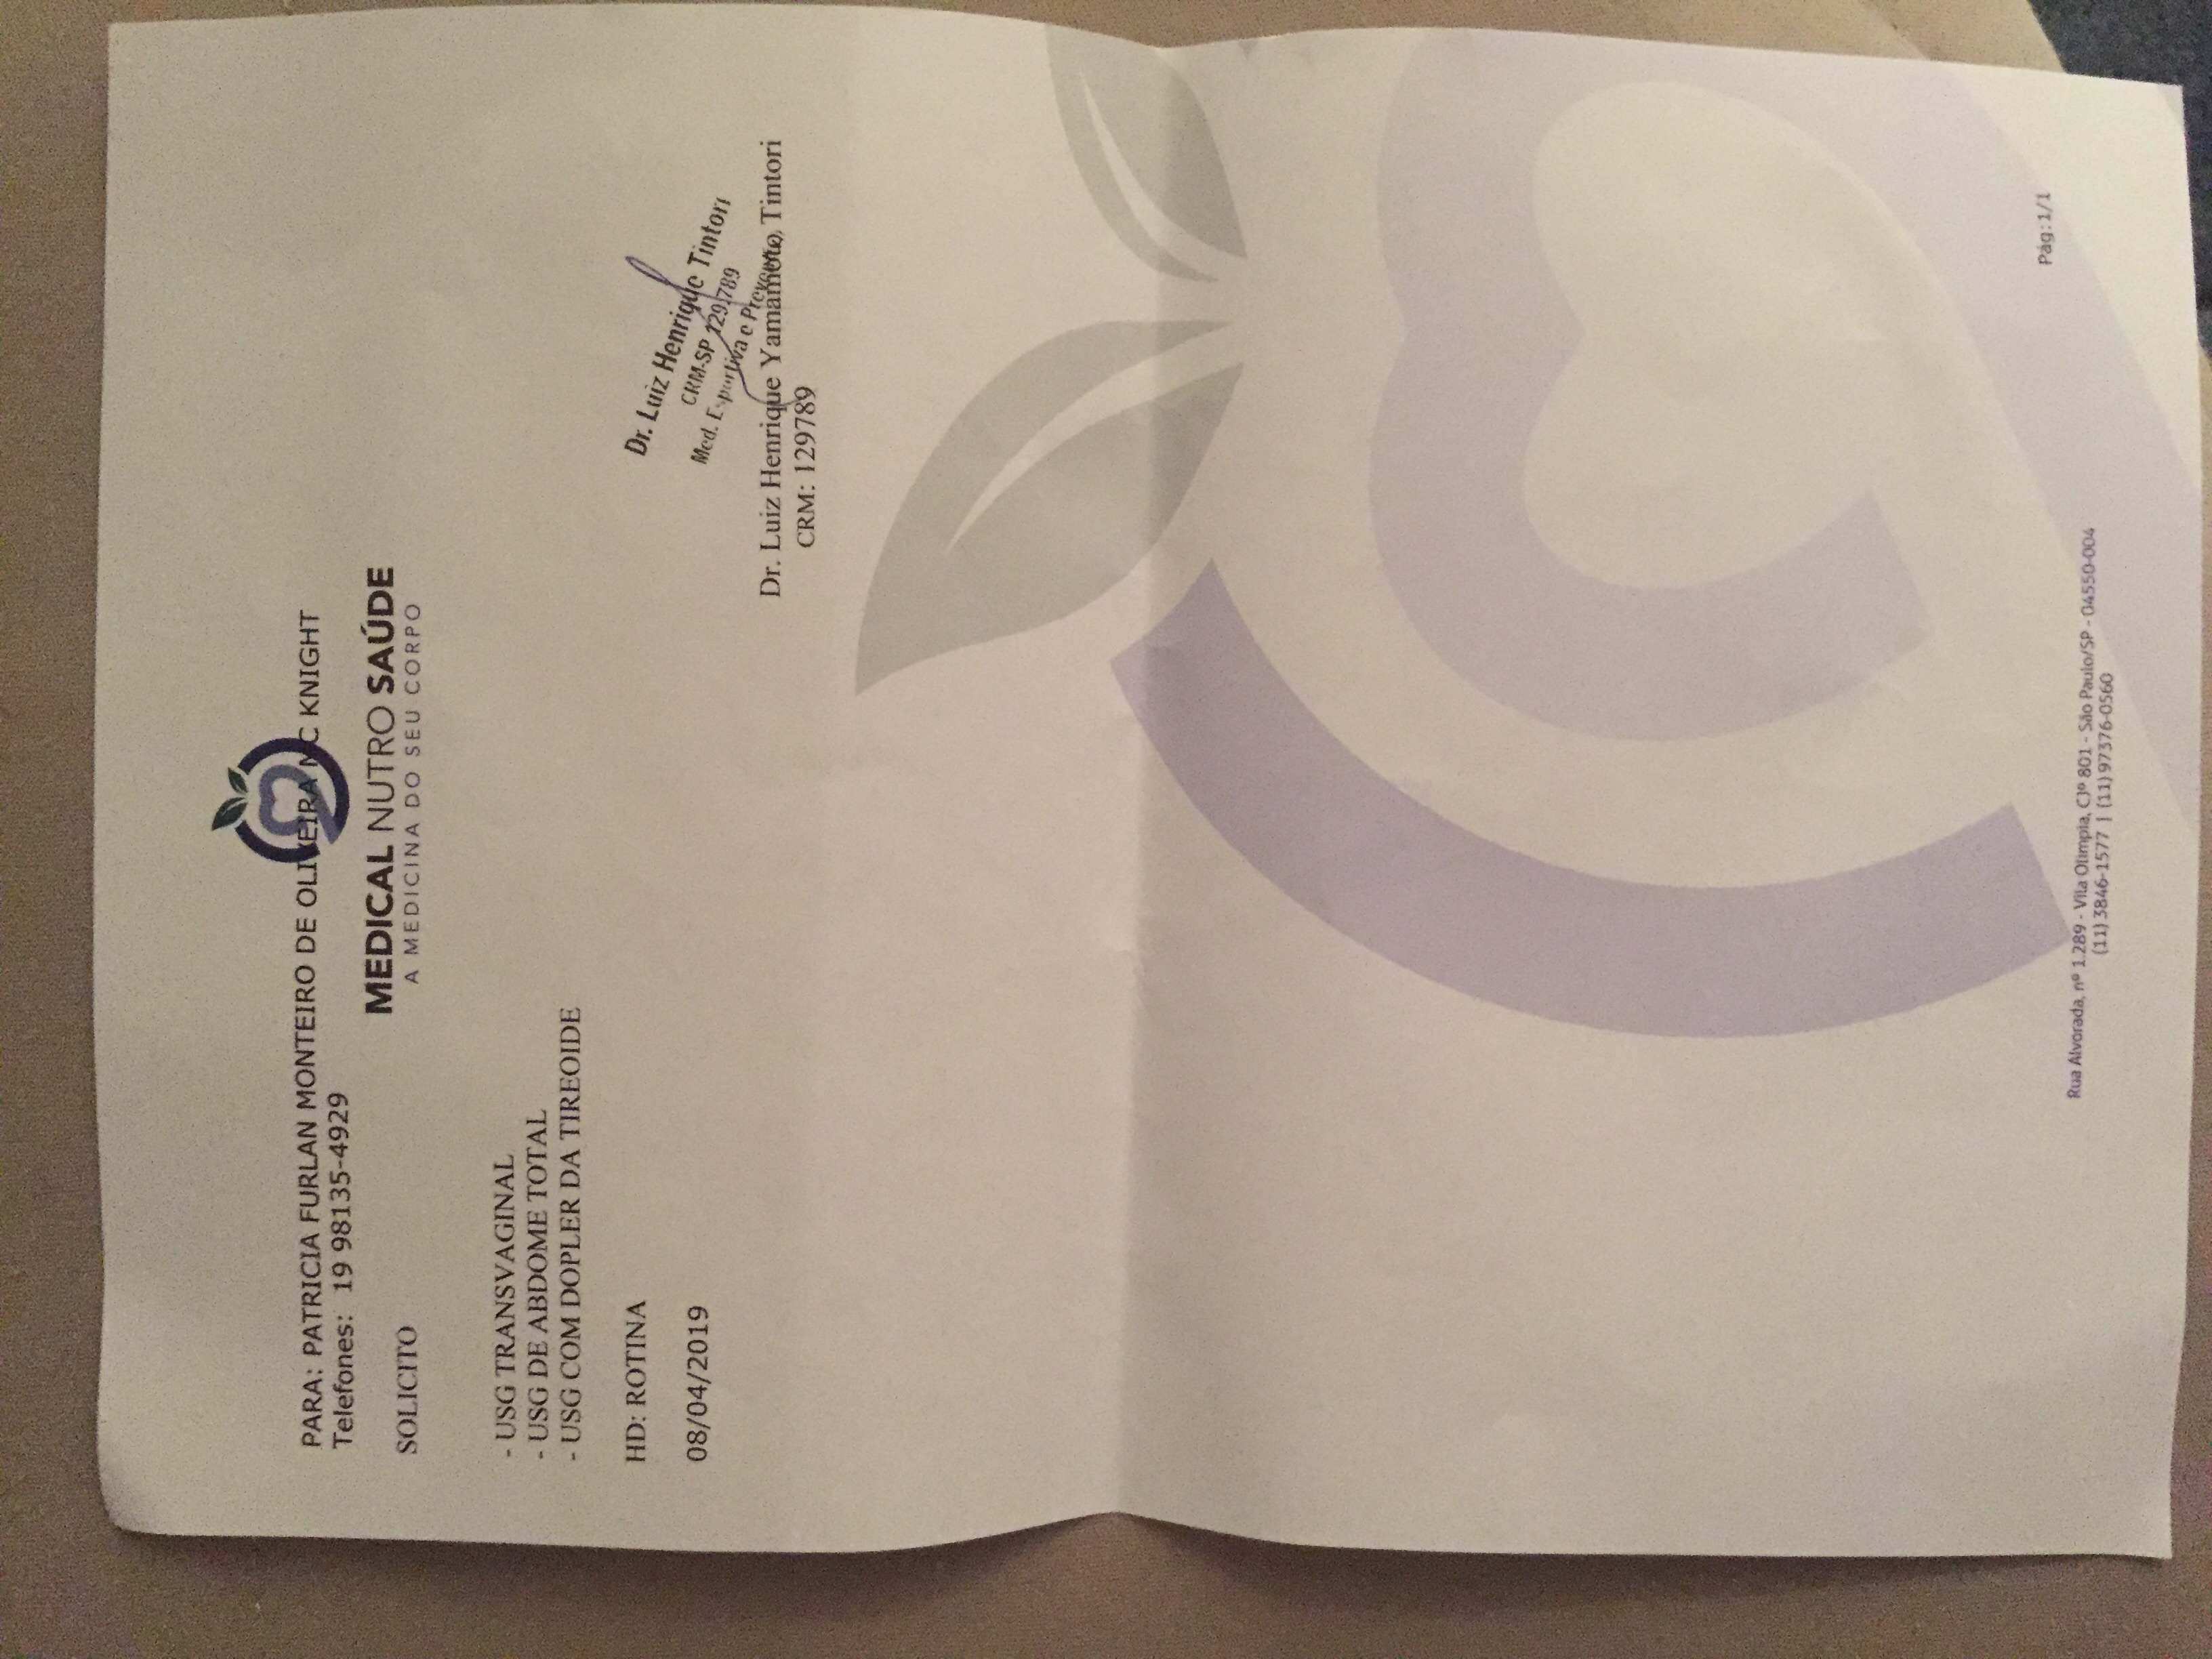 PARA: PATRICIA FURLAN MONTEIRO DE OLIVEIRA MC KNIGHT
Telefones: 19 98135-4929
MEDICAL NUTRO SAÚDE
A MEDICINA DO SEU CORPO
SOLICITO
- USG TRANSVAGINAL
- USG DE ABDOME TOTAL
- USG COM DOPLER DA TIREOIDE
HD: ROTINA
08/04/2019
Dr. Luiz Henrique Tintori
CRM-SP 129.789
Med. Esportiva e
Dr. Luiz Henrique Yamamoto Tintori
CRM: 129789
Pág:1/1
Rua Alvorada, nº 1.289 - Vila Olímpia, CJº 801 - São Paulo/SP - 04550-004
(11) 3846-1577 | (11) 97376-0560